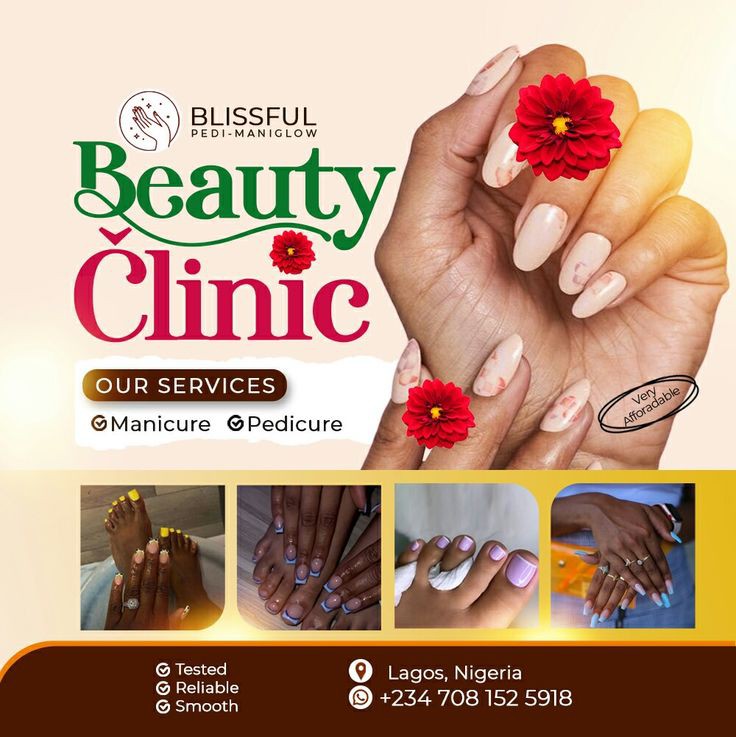 BLISSFUL
PEDI-MANIGLOW
Beauty
Člinic
OUR SERVICES
Manicure Pedicure
Very
Afforadable
Tested
Reliable
Smooth
Lagos, Nigeria
+234 708 152 5918